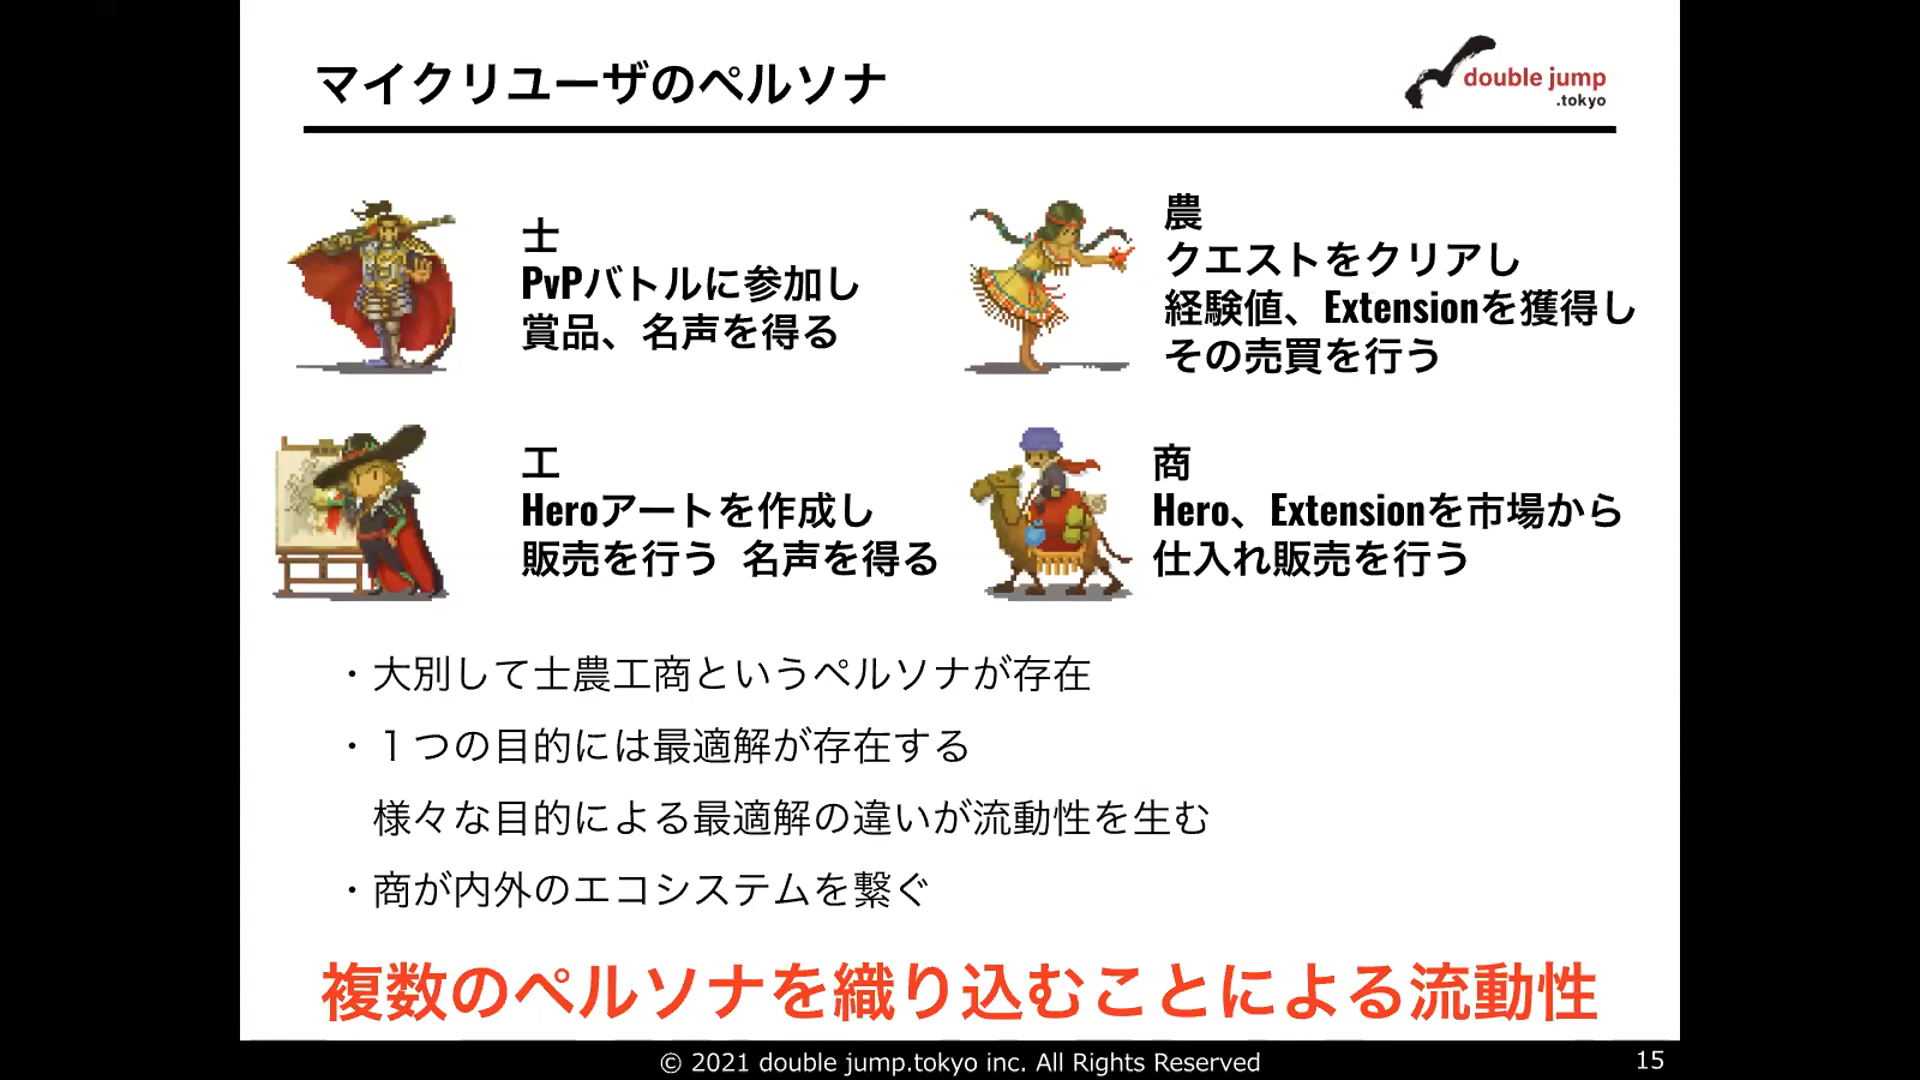 マイクリユーザのペルソナ
double jump
.tokyo
士
PvPバトルに参加し
賞品、名声を得る
農
クエストをクリアし
経験値、Extensionを獲得し
その売買を行う
工
Heroアートを作成し
販売を行う 名声を得る
商
Hero、Extensionを市場から
仕入れ販売を行う
・大別して士農工商というペルソナが存在
・１つの目的には最適解が存在する
様々な目的による最適解の違いが流動性を生む
・商が内外のエコシステムを繋ぐ
複数のペルソナを織り込むことによる流動性
© 2021 double jump.tokyo inc. All Rights Reserved
15